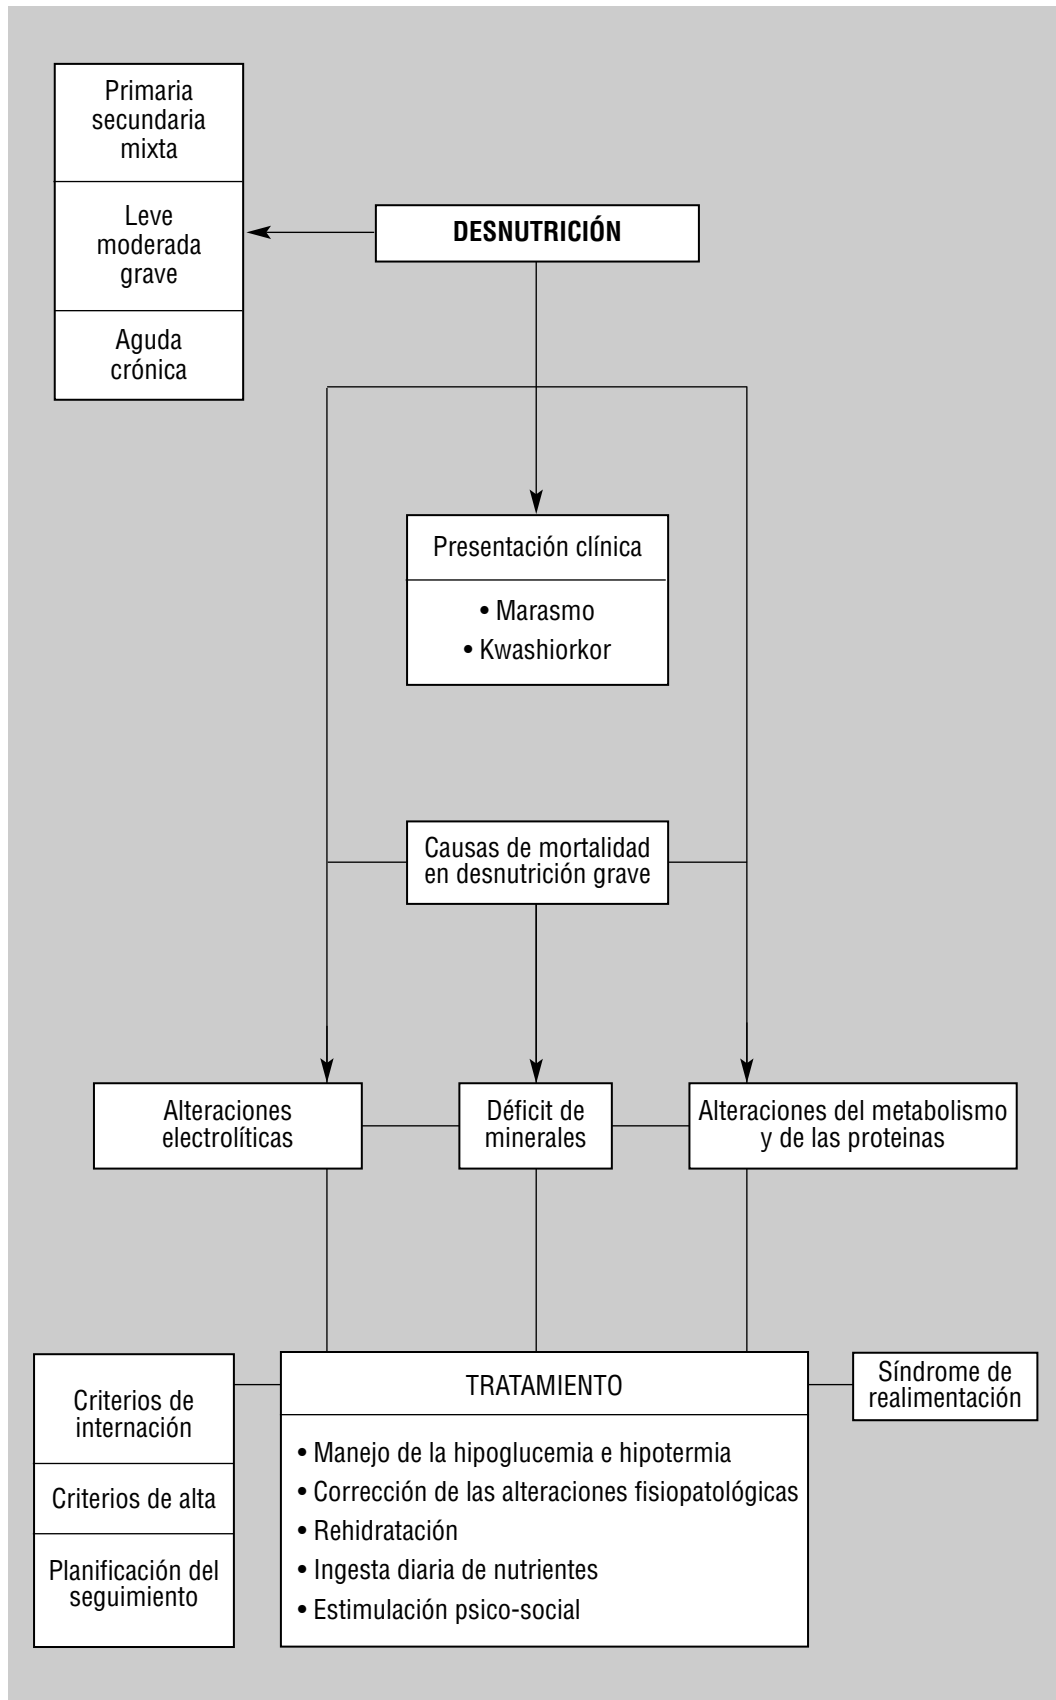 Primaria
secundaria
mixta
Leve
moderada
grave
Aguda
crónica
DESNUTRICIÓN
Presentación clínica
• Marasmo
• Kwashiorkor
Causas de mortalidad
en desnutrición grave
Alteraciones
electrolíticas
Déficit de
minerales
Alteraciones del metabolismo
y de las proteinas
Criterios de
internación
Criterios de alta
Planificación del
seguimiento
TRATAMIENTO
• Manejo de la hipoglucemia e hipotermia
• Corrección de las alteraciones fisiopatológicas
• Rehidratación
• Ingesta diaria de nutrientes
• Estimulación psico-social
Síndrome de
realimentación